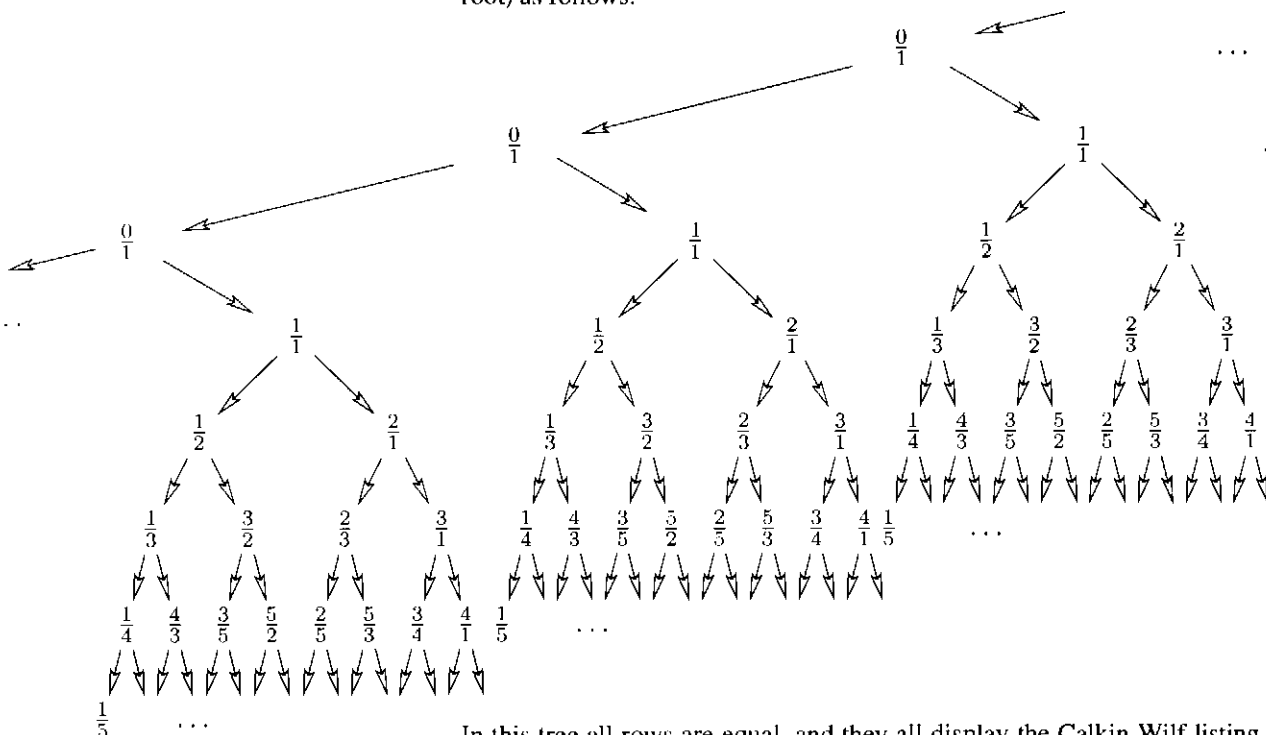 root) as follows:
0/1 ...
0/1 1/1
0/1 1/1 1/2 2/1
. . 1/1 1/2 2/1 1/3 3/2 2/3 3/1
1/2 2/1 1/3 3/2 2/3 3/1 1/4 4/3 3/5 5/2 2/5 5/3 3/4 4/1
1/3 3/2 2/3 3/1 1/4 4/3 3/5 5/2 2/5 5/3 3/4 4/1 1/5 ...
1/4 4/3 3/5 5/2 2/5 5/3 3/4 4/1 1/5 ...
1/5 ...
In this tree all rows are equal, and they all display the Calkin Wilf listing